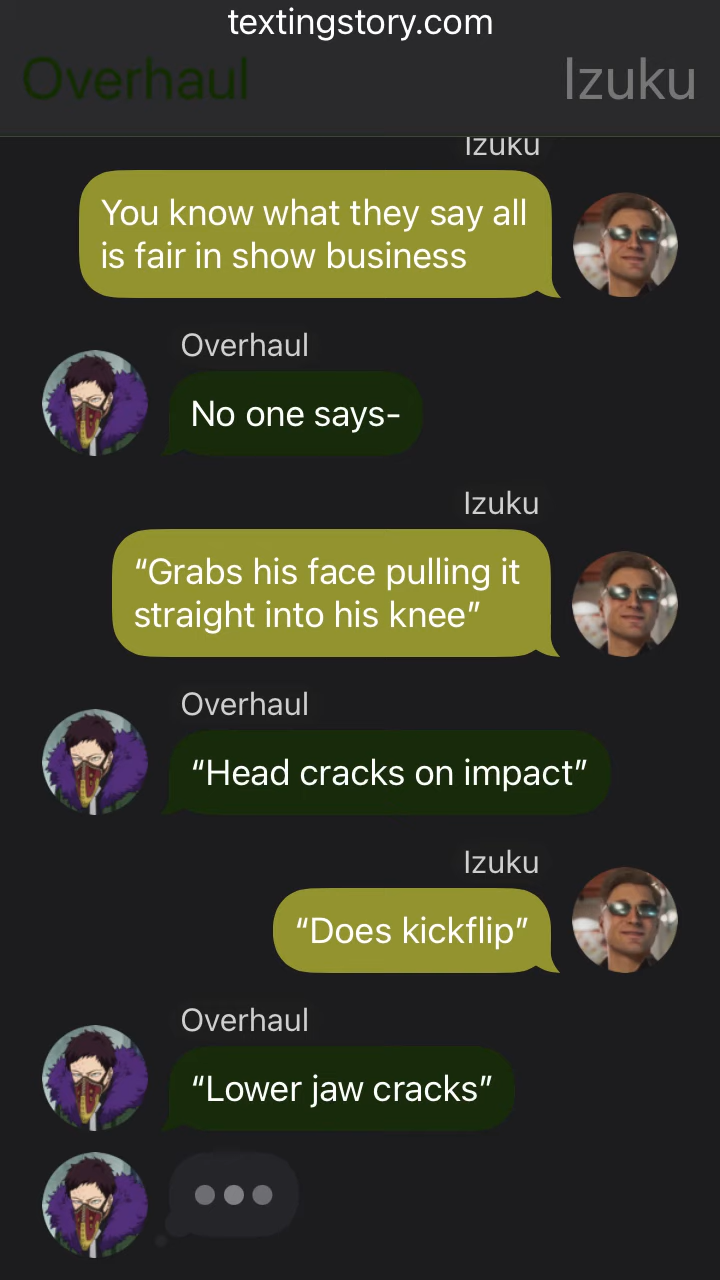 textingstory.com
Overhaul
Izuku
Izuku
You know what they say all
is fair in show business
Overhaul
No one says-
Izuku
“Grabs his face pulling it
straight into his knee”
Overhaul
“Head cracks on impact”
Izuku
“Does kickflip”
Overhaul
“Lower jaw cracks”